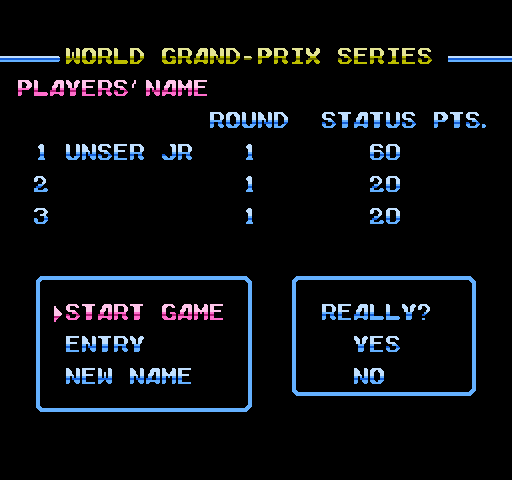 WORLD GRAND-PRIX SERIES
PLAYERS' NAME
ROUND STATUS PTS.
1 UNSER JR 1 60
2 1 20
3 1 20
START GAME
ENTRY
NEW NAME
REALLY?
YES
NO